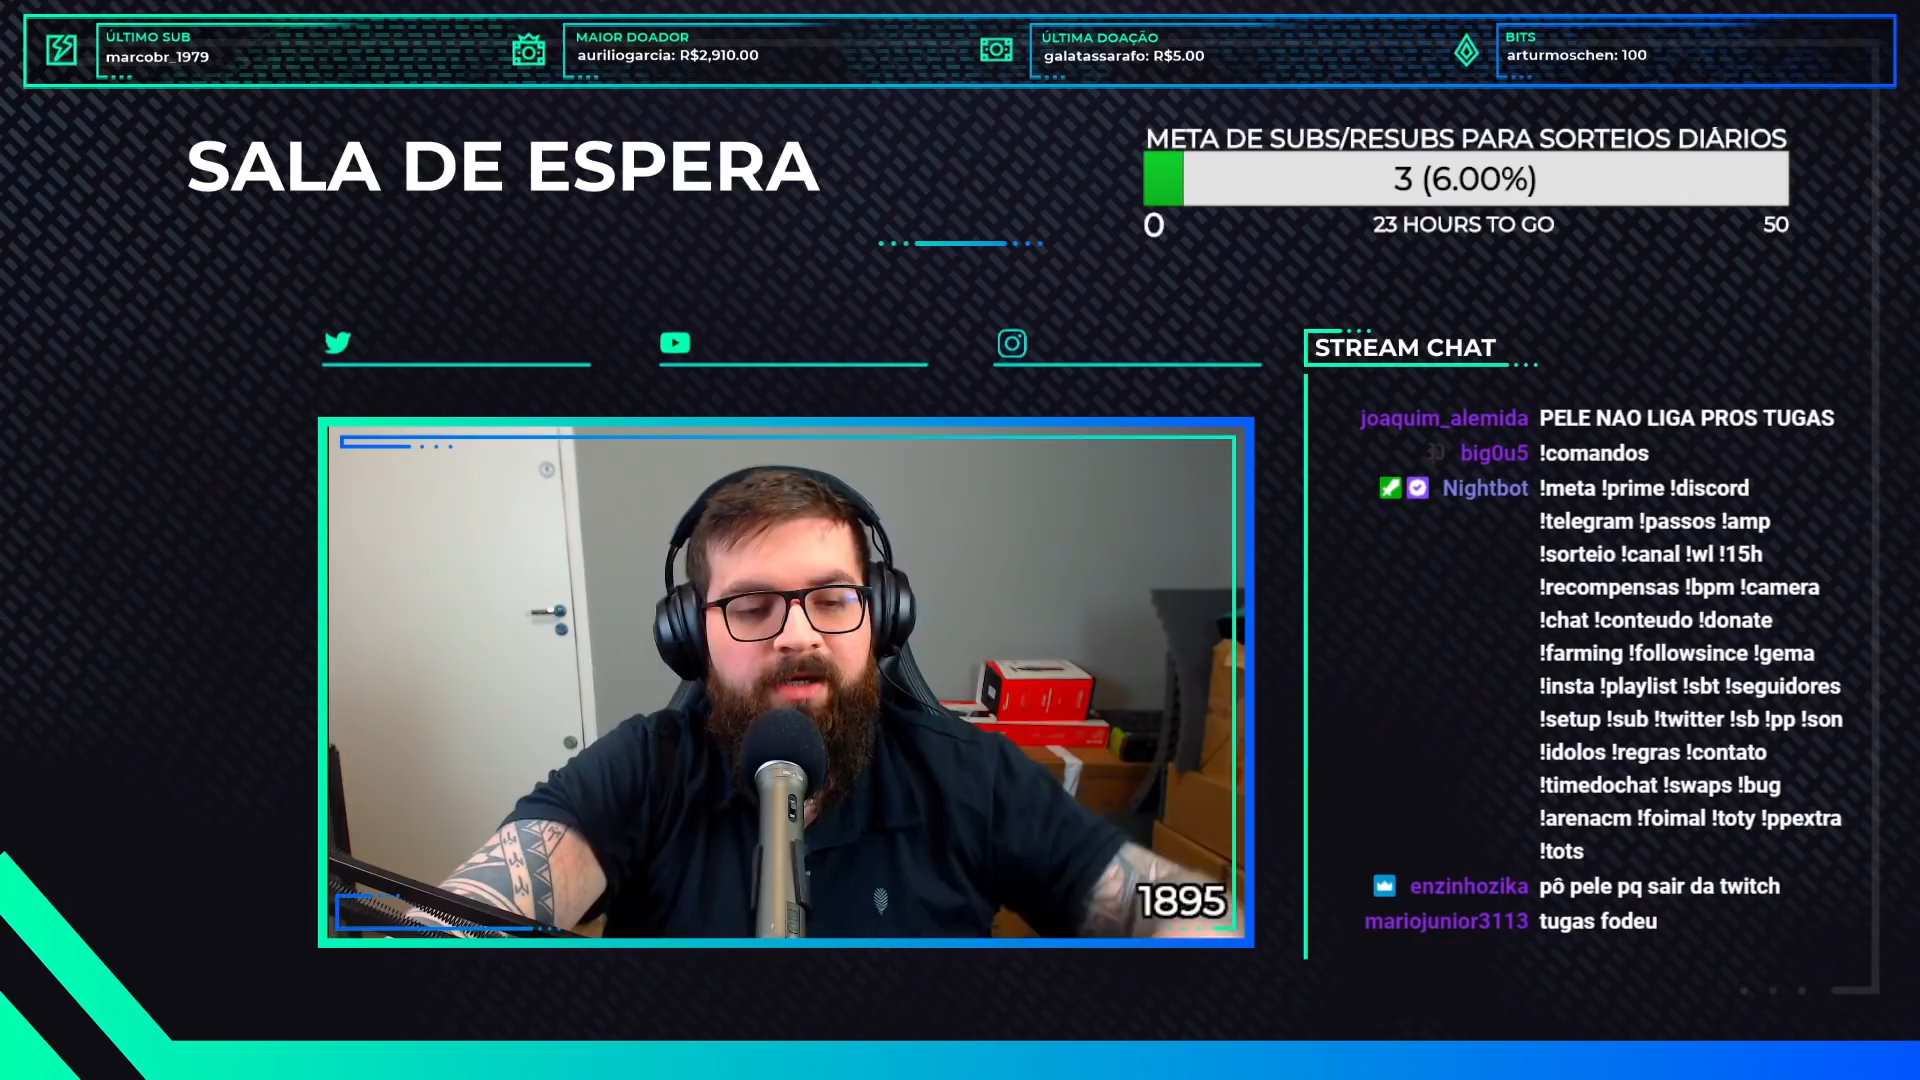 ÚLTIMO SUB
marcobr_1979
MAIOR DOADOR
auriliogarcia: R$2,910.00
ÚLTIMA DOAÇÃO
galatassarafo: R$5.00
BITS
arturmoschen: 100
SALA DE ESPERA
META DE SUBS/RESUBS PARA SORTEIOS DIÁRIOS
3 (6.00%)
0 23 HOURS TO GO 50
STREAM CHAT
joaquim_alemida PELE NAO LIGA PROS TUGAS
big0u5 !comandos
Nightbot !meta !prime !discord
!telegram !passos !amp
!sorteio !canal !wl !15h
!recompensas !bpm !camera
!chat !conteudo !donate
!farming !followsince !gema
!insta !playlist !sbt !seguidores
!setup !sub !twitter !sb !pp !son
!idolos !regras !contato
!timedochat !swaps !bug
!arenacm !foimal !toty !ppextra
!tots
enzinhozika pô pele pq sair da twitch
mariojunior3113 tugas fodeu
1895